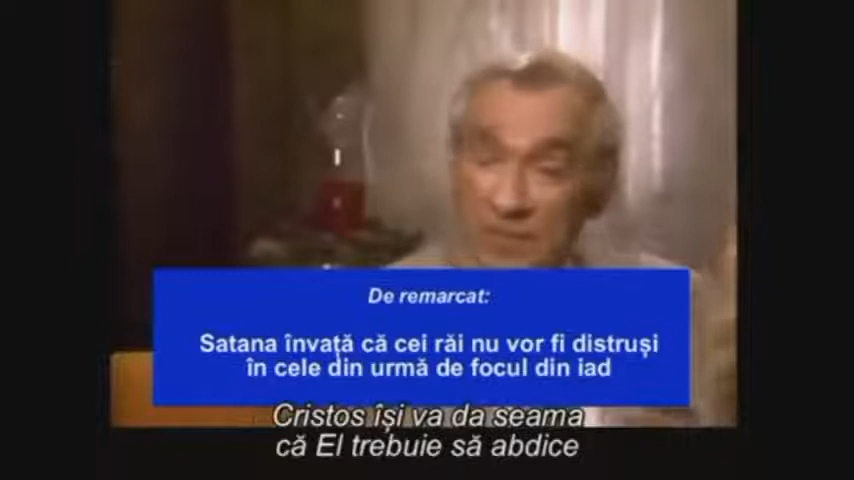 De remarcat:
Satana învață că cei răi nu vor fi distruși
în cele din urmă de focul din iad
Cristos își va da seama
că El trebuie să abdice